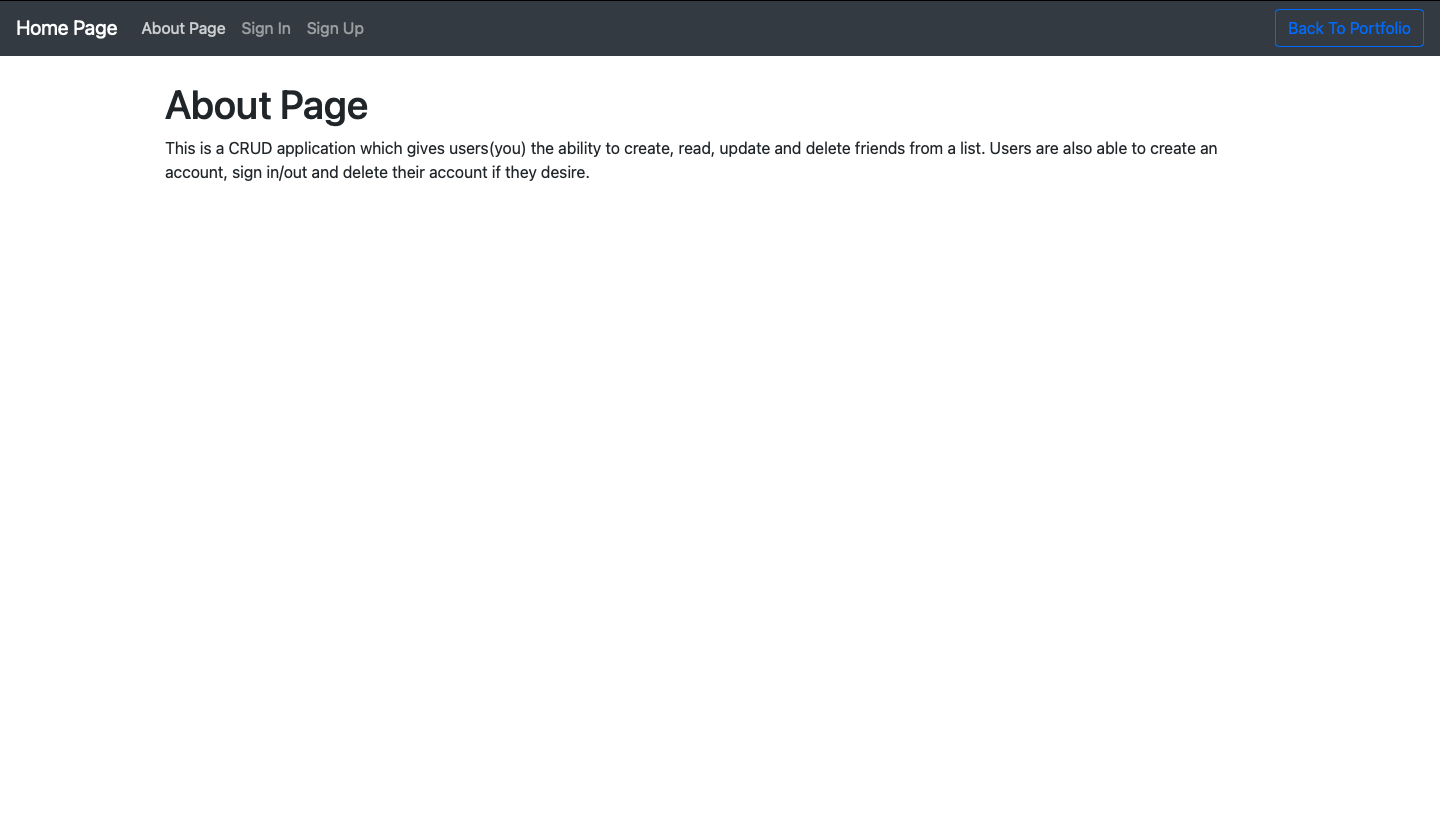 Home Page About Page Sign In Sign Up Back To Portfolio
About Page
This is a CRUD application which gives users(you) the ability to create, read, update and delete friends from a list. Users are also able to create an
account, sign in/out and delete their account if they desire.